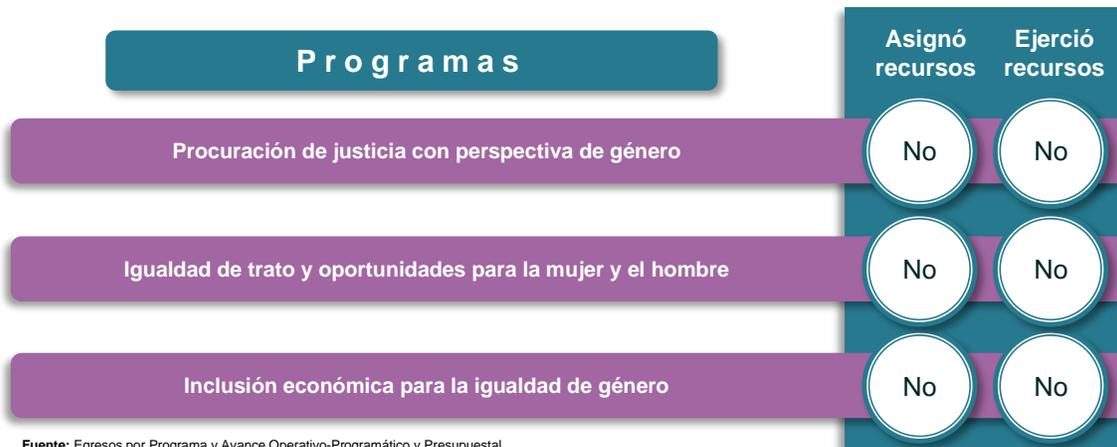 Programas
Asignó recursos
Ejerció recursos
Procuración de justicia con perspectiva de género
No
No
Igualdad de trato y oportunidades para la mujer y el hombre
No
No
Inclusión económica para la igualdad de género
No
No
Fuente: Egresos por Programa y Avance Operativo-Programático y Presupuestal